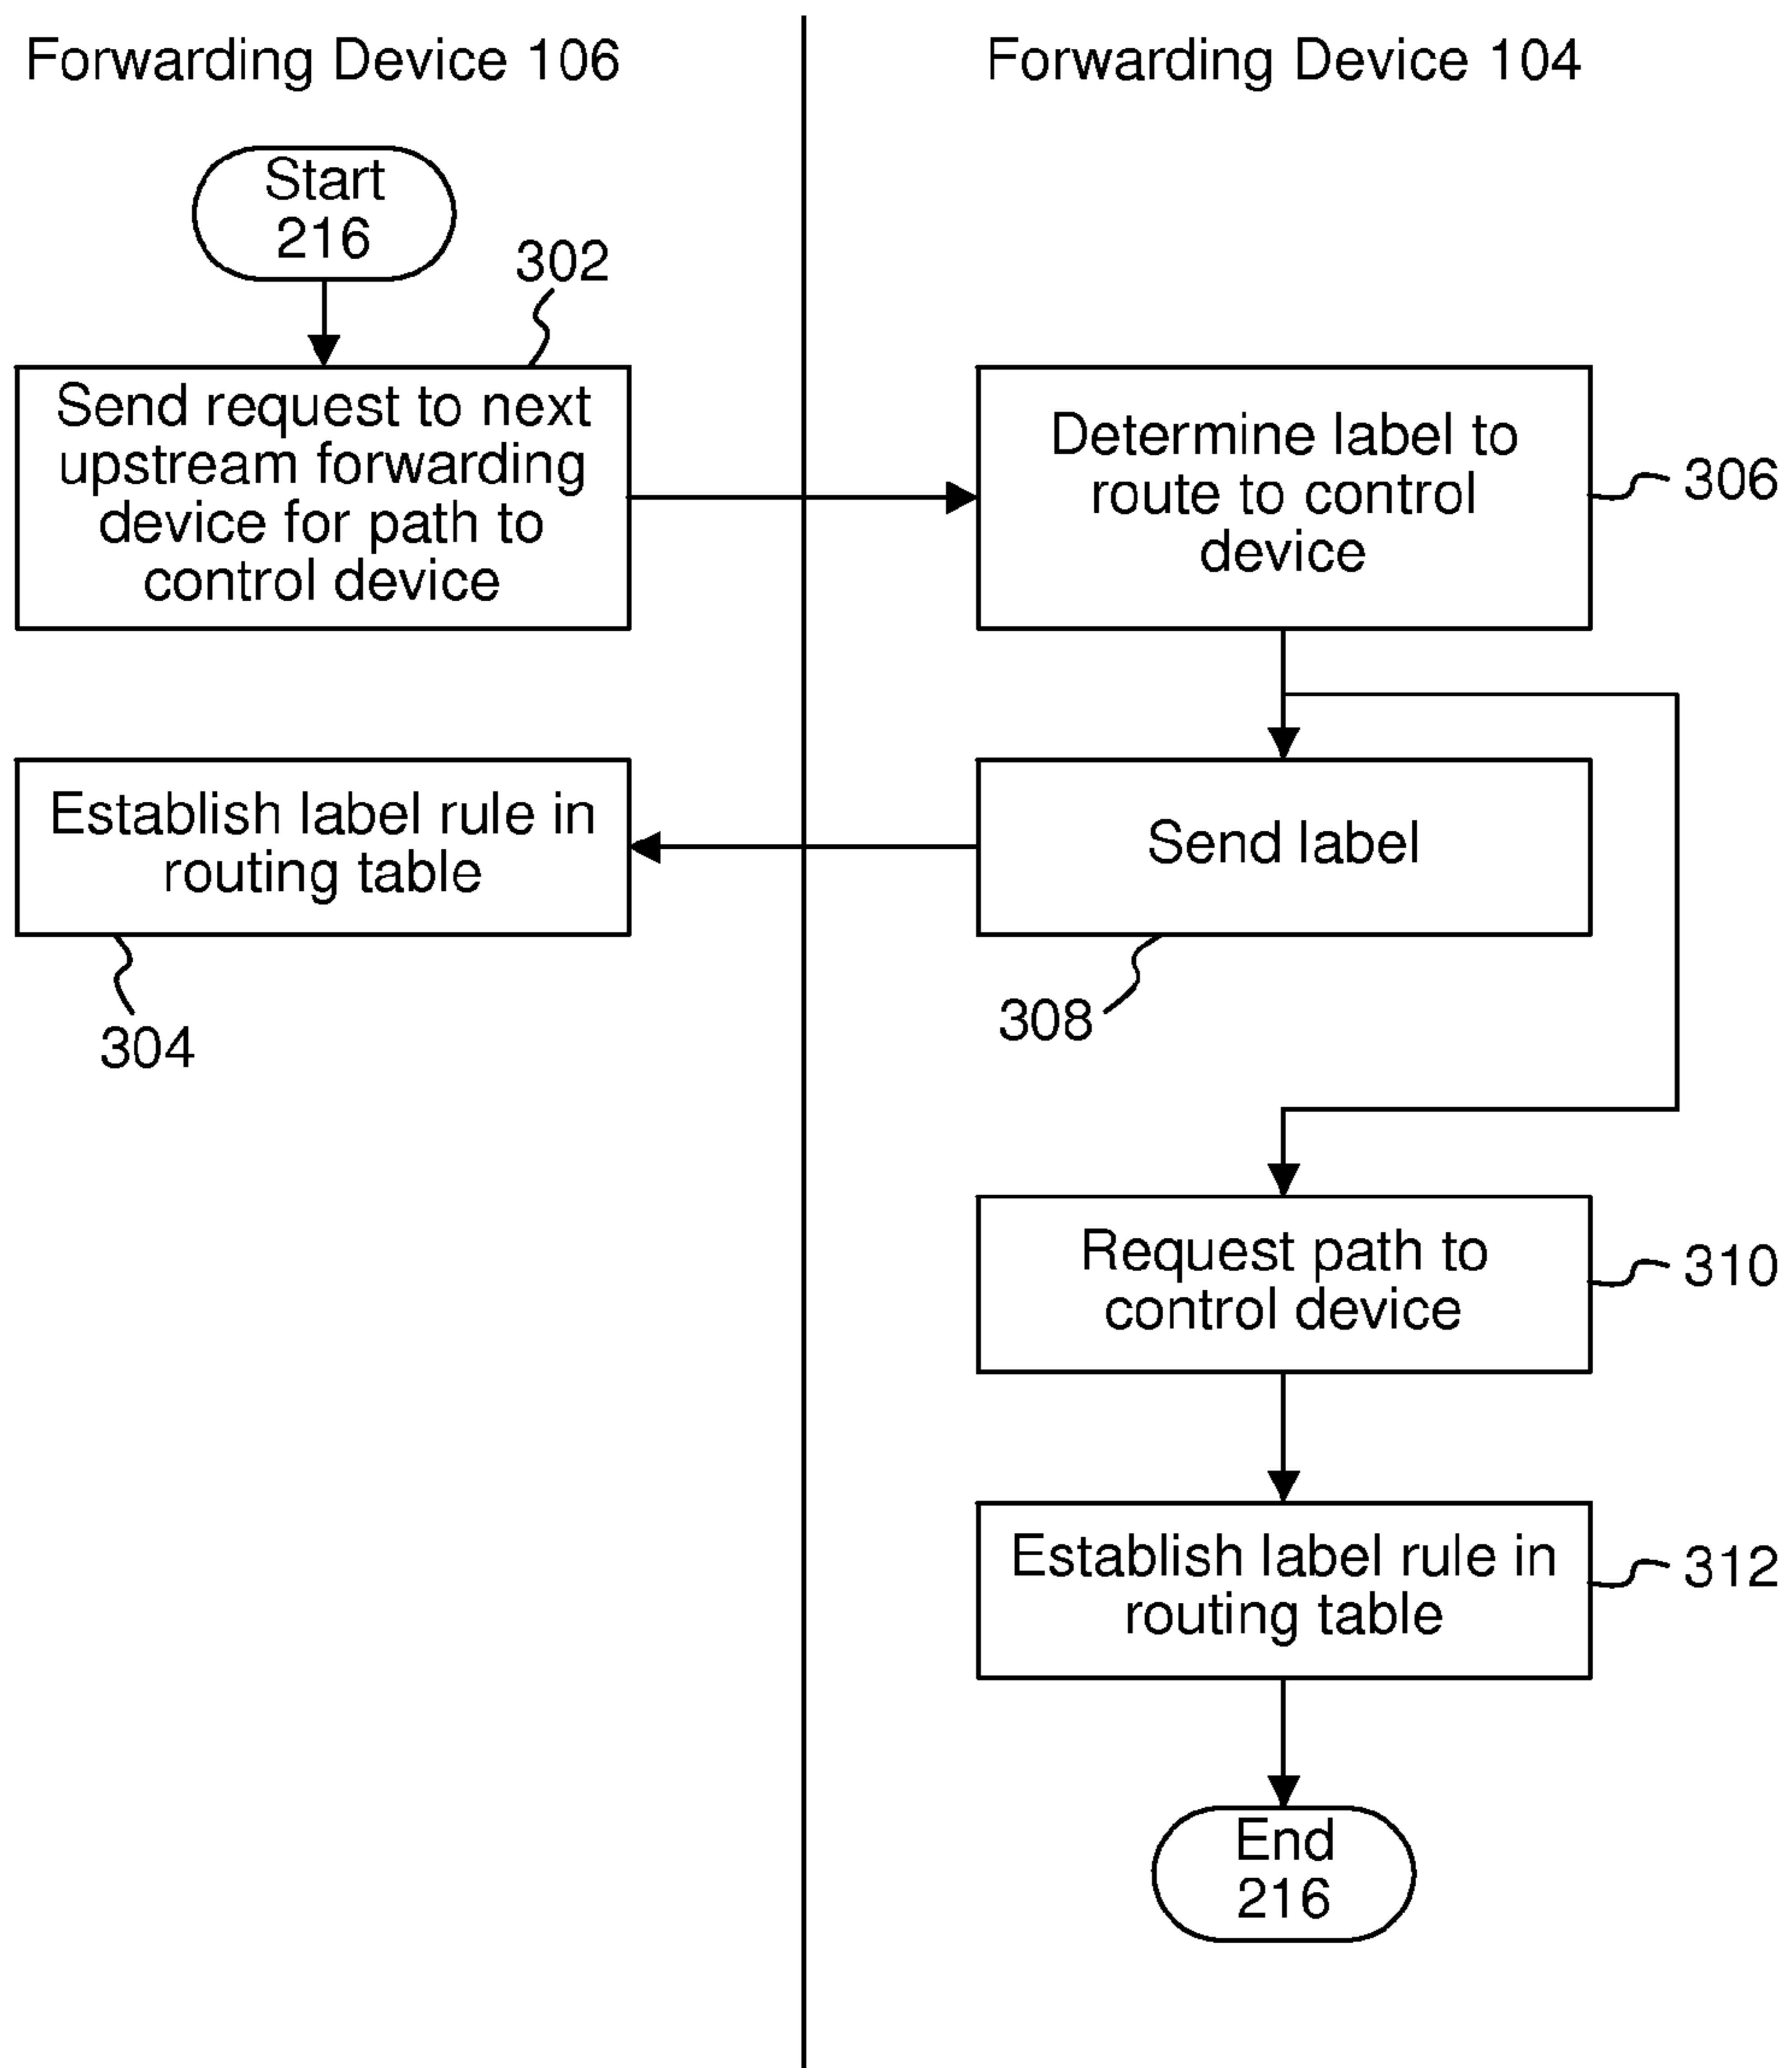 Forwarding Device 106
Forwarding Device 104
Start
216
302
Send request to next
upstream forwarding
device for path to
control device
Determine label to
route to control
device
306
Establish label rule in
routing table
304
Send label
308
Request path to
control device
310
Establish label rule in
routing table
312
End
216